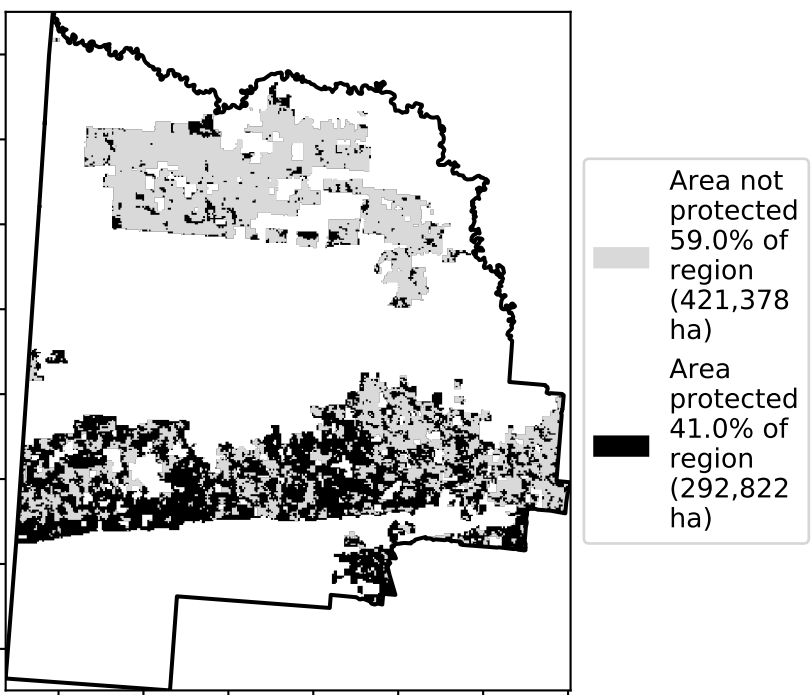 Area not
protected
59.0% of
region
(421,378
ha)
Area
protected
41.0% of
region
(292,822
ha)